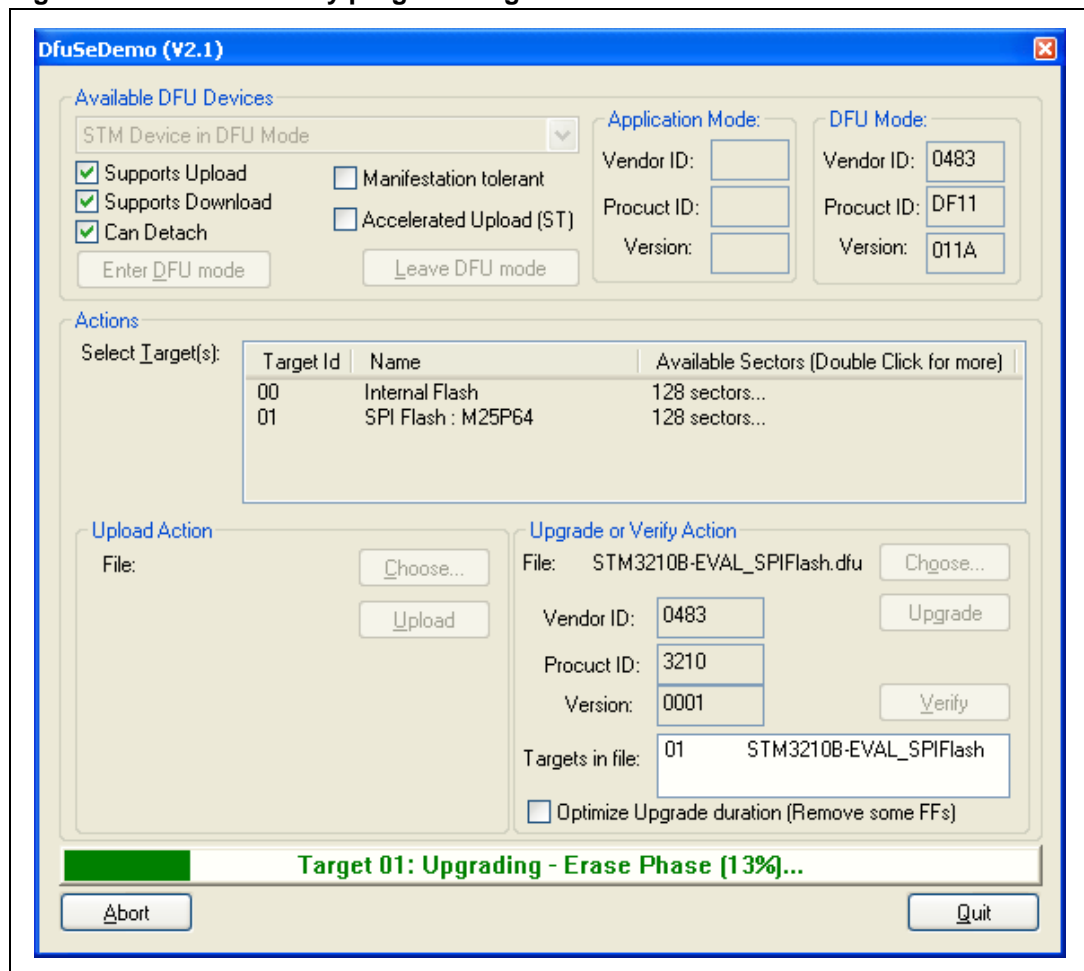 y prog g
DfuSeDemo (V2.1)
Available DFU Devices
STM Device in DFU Mode
Supports Upload
Supports Download
Can Detach
Manifestation tolerant
Accelerated Upload (ST)
Enter DFU mode
Leave DFU mode
Application Mode:
Vendor ID:
Procuct ID:
Version:
DFU Mode:
Vendor ID: 0483
Procuct ID: DF11
Version: 011A
Actions
Select Target(s):
Target Id Name Available Sectors (Double Click for more)
00 Internal Flash 128 sectors...
01 SPI Flash : M25P64 128 sectors...
Upload Action
File: Choose...
Upload
Upgrade or Verify Action
File: STM3210B-EVAL_SPIFlash.dfu Choose...
Vendor ID: 0483 Upgrade
Procuct ID: 3210
Version: 0001 Verify
Targets in file: 01 STM3210B-EVAL_SPIFlash
Optimize Upgrade duration (Remove some FFs)
Target 01: Upgrading - Erase Phase (13%)...
Abort
Quit